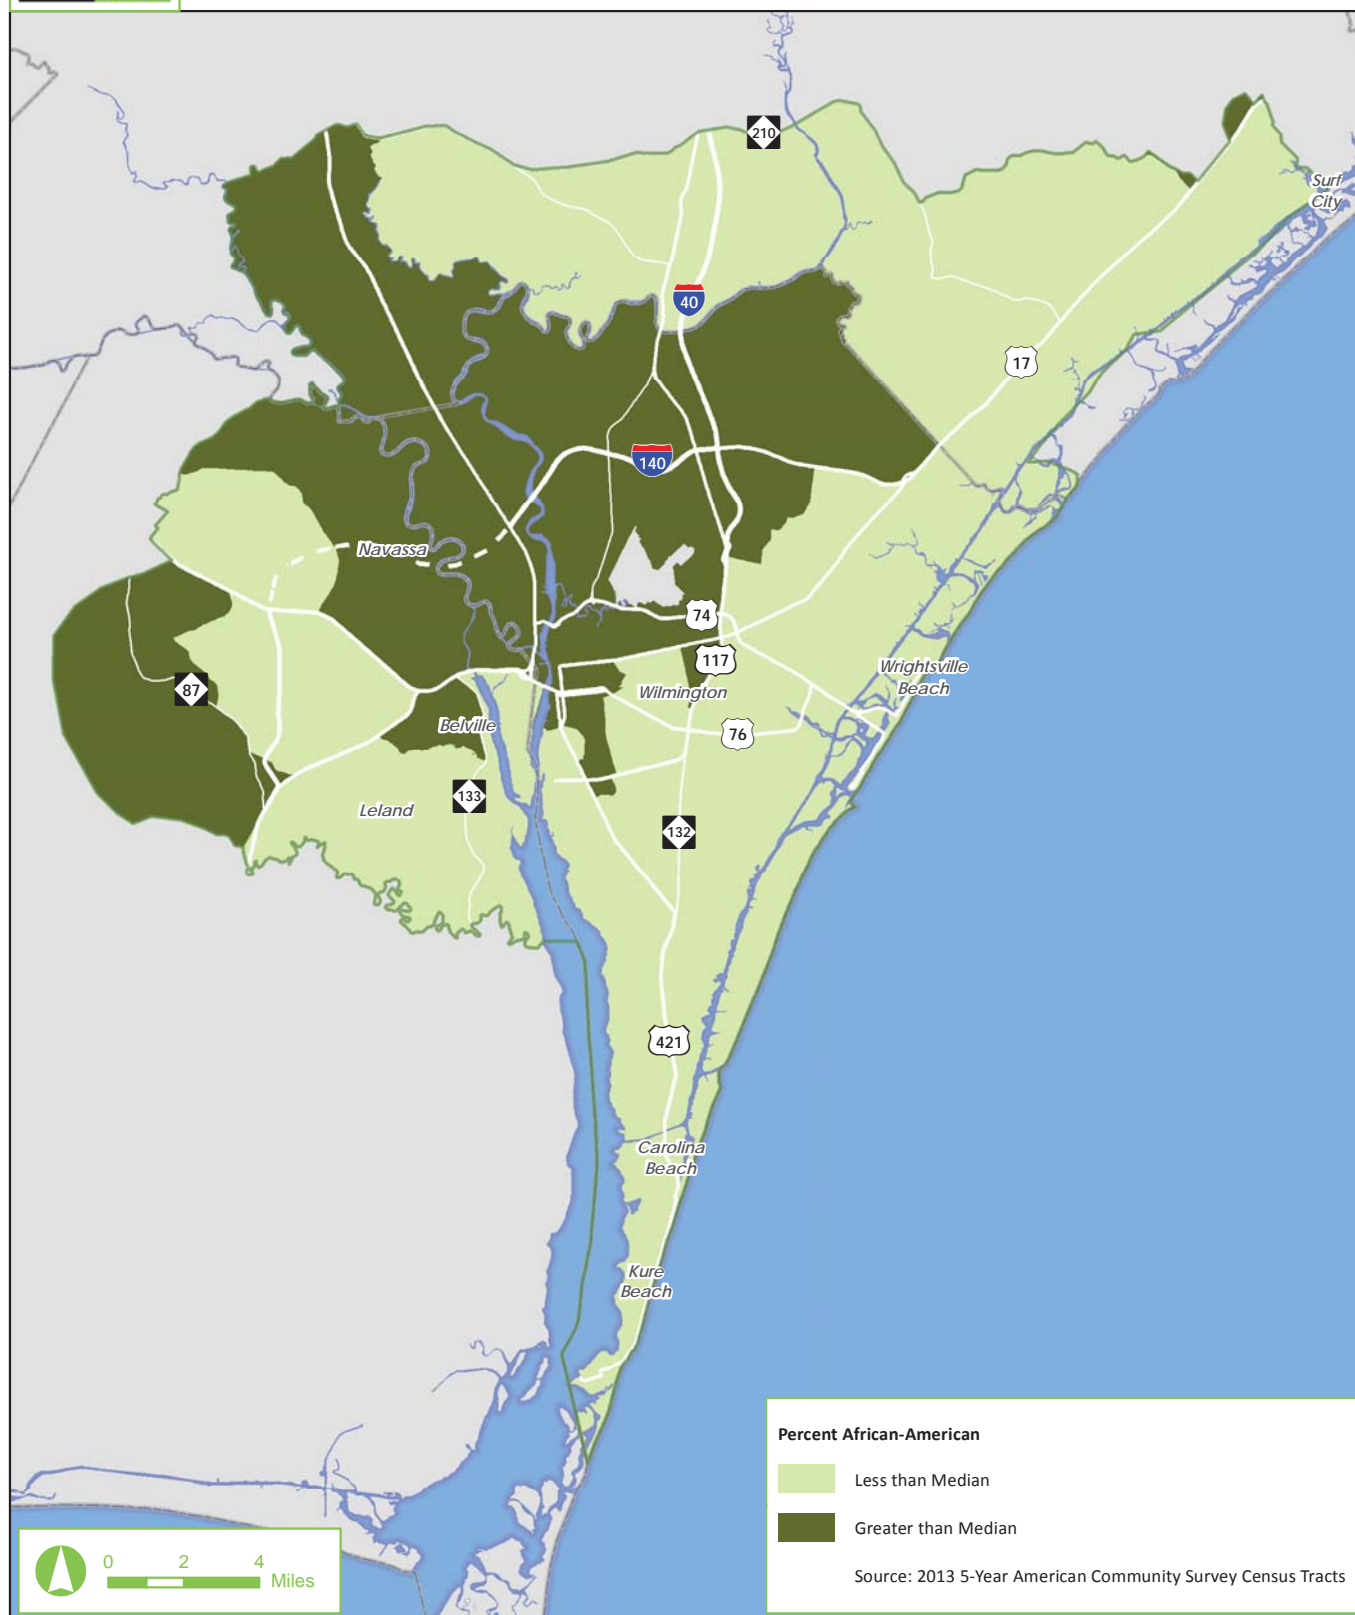 210
Surf
City
40
17
140
Navassa
74
117
Wrightsville
Beach
87
Wilmington
Belville
76
133
Leland
132
421
Carolina
Beach
Kure
Beach
Percent African-American
Less than Median
Greater than Median
Source: 2013 5-Year American Community Survey Census Tracts
0 2 4
Miles